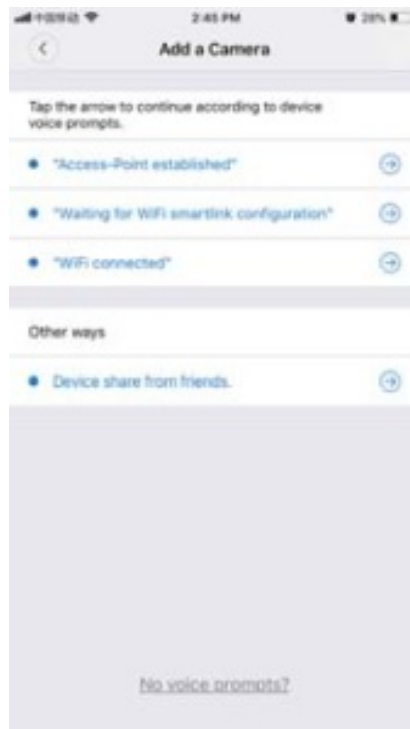 2:45 PM
28%
Add a Camera
Tap the arrow to continue according to device
voice prompts.
"Access-Point established"
"Waiting for WiFi smartlink configuration"
"WiFi connected"
Other ways
Device share from friends.
No voice prompts?